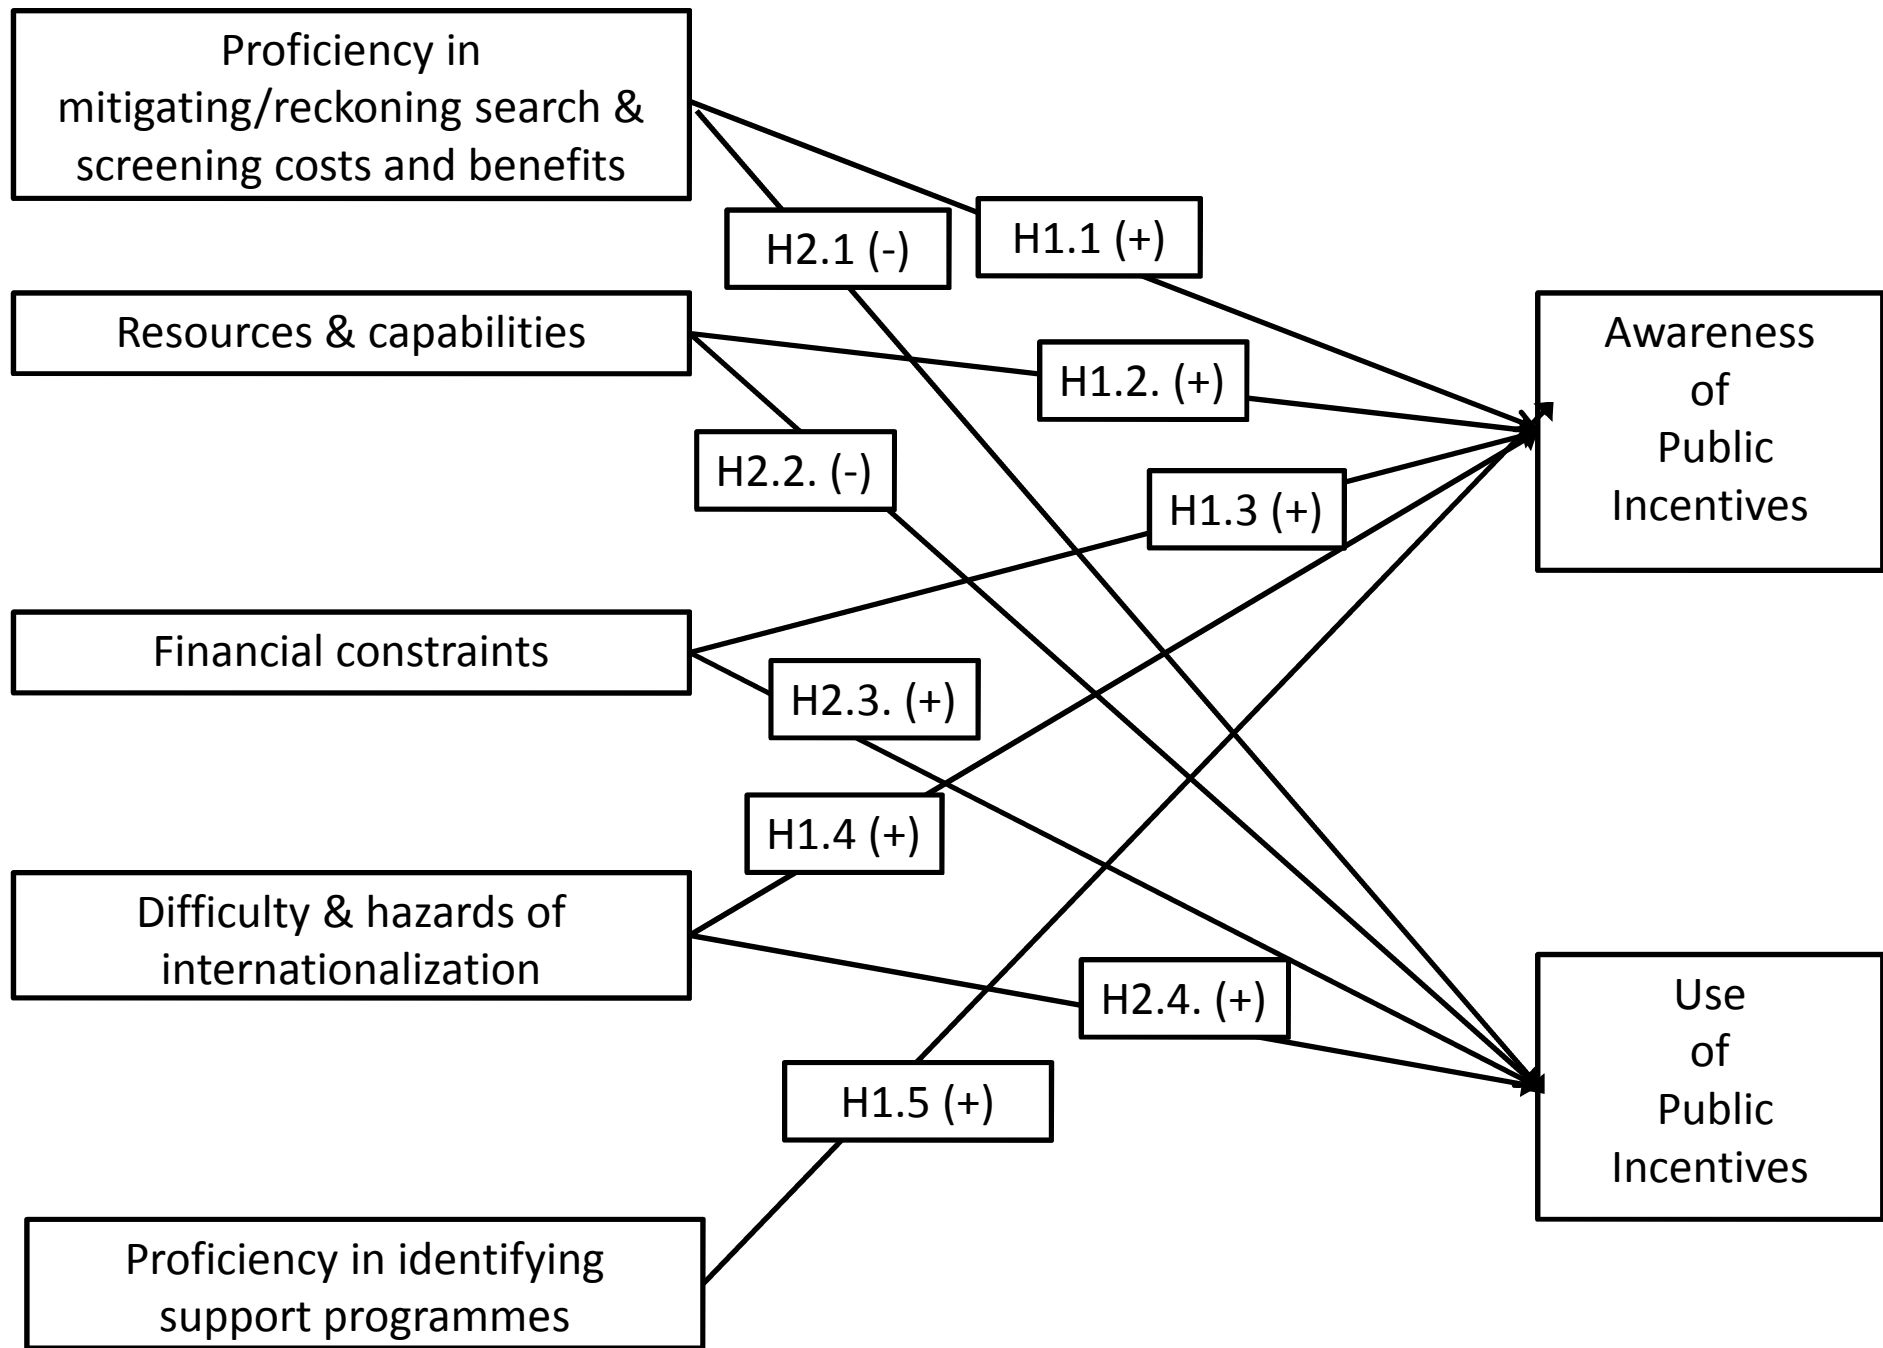 Proficiency in
mitigating/reckoning search &
screening costs and benefits
H2.1 (-)
H1.1 (+)
Resources & capabilities
H1.2. (+)
H2.2. (-)
Awareness
of
Public
Incentives
H1.3 (+)
Financial constraints
H2.3. (+)
H1.4 (+)
Difficulty & hazards of
internationalization
H2.4. (+)
Use
of
Public
Incentives
H1.5 (+)
Proficiency in identifying
support programmes